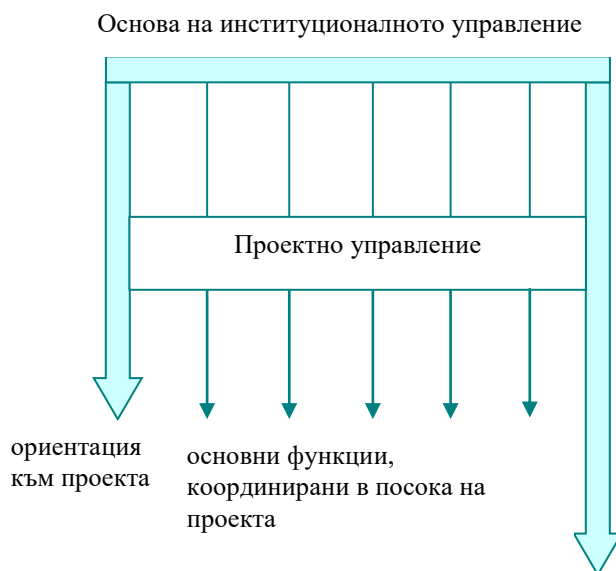 Основа на институционалното управление
Проектно управление
ориентация
към проекта
основни функции,
координирани в посока на
проекта